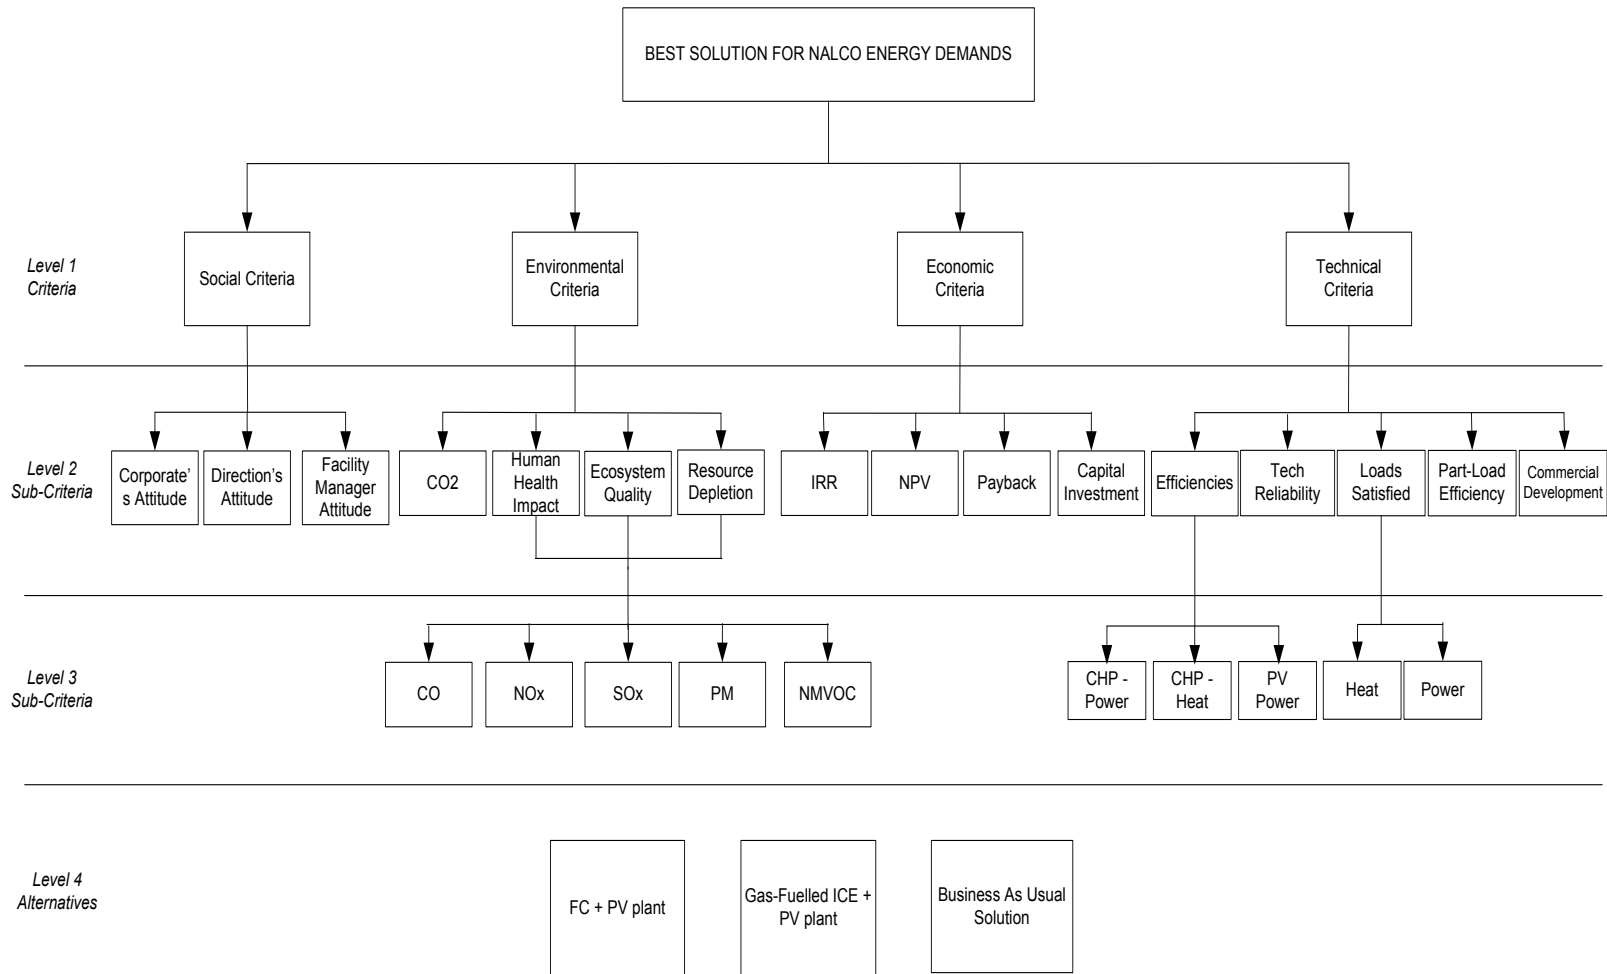 BEST SOLUTION FOR NALCO ENERGY DEMANDS
Level 1
Criteria
Social Criteria
Environmental
Criteria
Economic
Criteria
Technical
Criteria
Level 2
Sub-Criteria
Corporate'
s Attitude
Direction's
Attitude
Facility
Manager
Attitude
CO2
Human
Health
Impact
Ecosystem
Quality
Resource
Depletion
IRR
NPV
Payback
Capital
Investment
Efficiencies
Tech
Reliability
Loads
Satisfied
Part-Load
Efficiency
Commercial
Development
Level 3
Sub-Criteria
CO
NOx
SOx
PM
NMVOC
CHP -
Power
CHP -
Heat
PV
Power
Heat
Power
Level 4
Alternatives
FC + PV plant
Gas-Fuelled ICE +
PV plant
Business As Usual
Solution